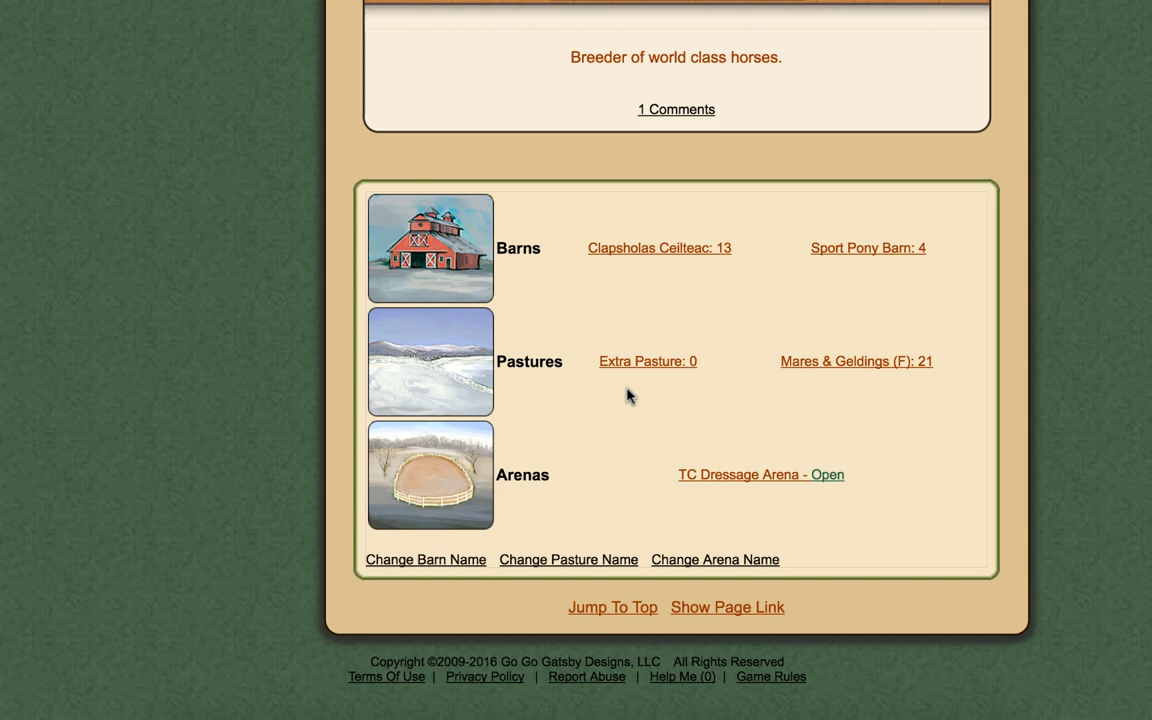 Breeder of world class horses.
1 Comments
Barns Clapsholas Ceilteac: 13 Sport Pony Barn: 4
Pastures Extra Pasture: 0 Mares & Geldings (F): 21
Arenas TC Dressage Arena - Open
Change Barn Name Change Pasture Name Change Arena Name
Jump To Top Show Page Link
Copyright ©2009-2016 Go Go Gatsby Designs, LLC All Rights Reserved
Terms Of Use | Privacy Policy | Report Abuse | Help Me (0) | Game Rules